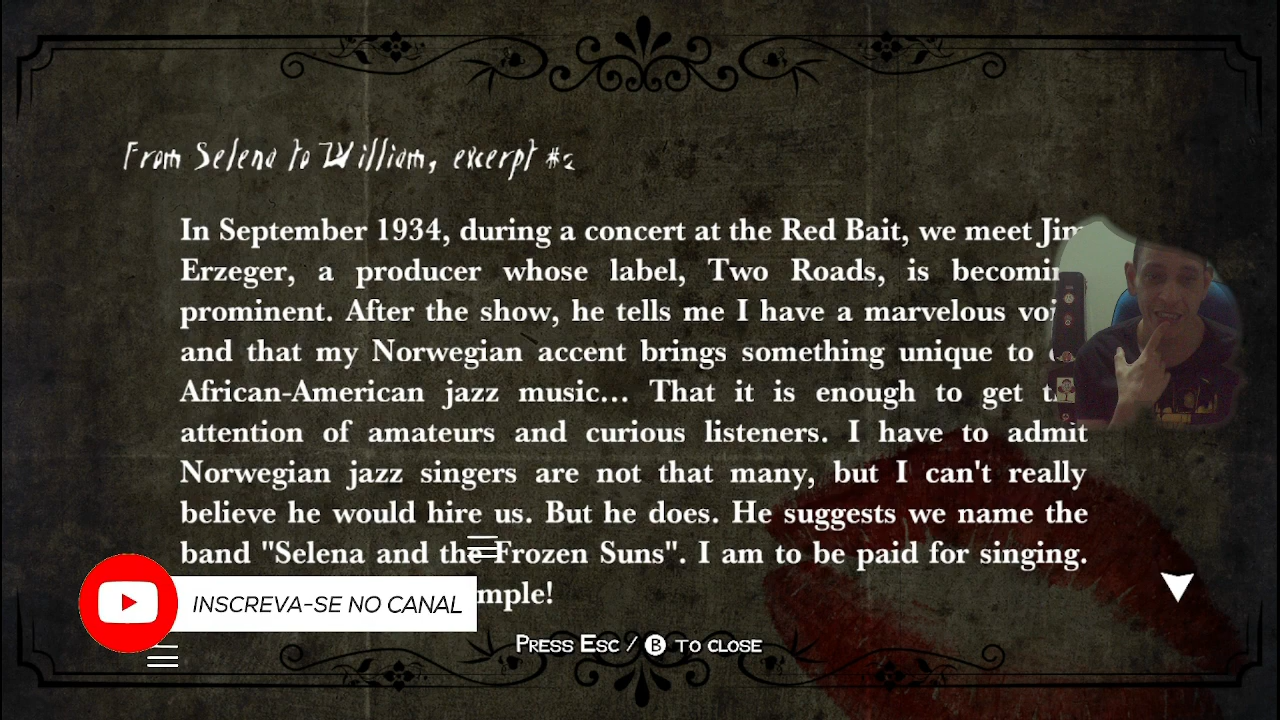 From Selena to William, excerpt #2
In September 1934, during a concert at the Red Bait, we meet Jim
Erzeger, a producer whose label, Two Roads, is
prominent. After the show, he tells me I have a marvelous
and that my Norwegian accent brings something unique to
African-American jazz music... That it is enough to get
attention of amateurs and curious listeners. I have to admit
Norwegian jazz singers are not that many, but I can't really
believe he would hire us. But he does. He suggests we name the
band "Selena and the Frozen Suns". I am to be paid for singing.
INSCREVA-SE NO CANAL
PRESS ESC / B TO CLOSE